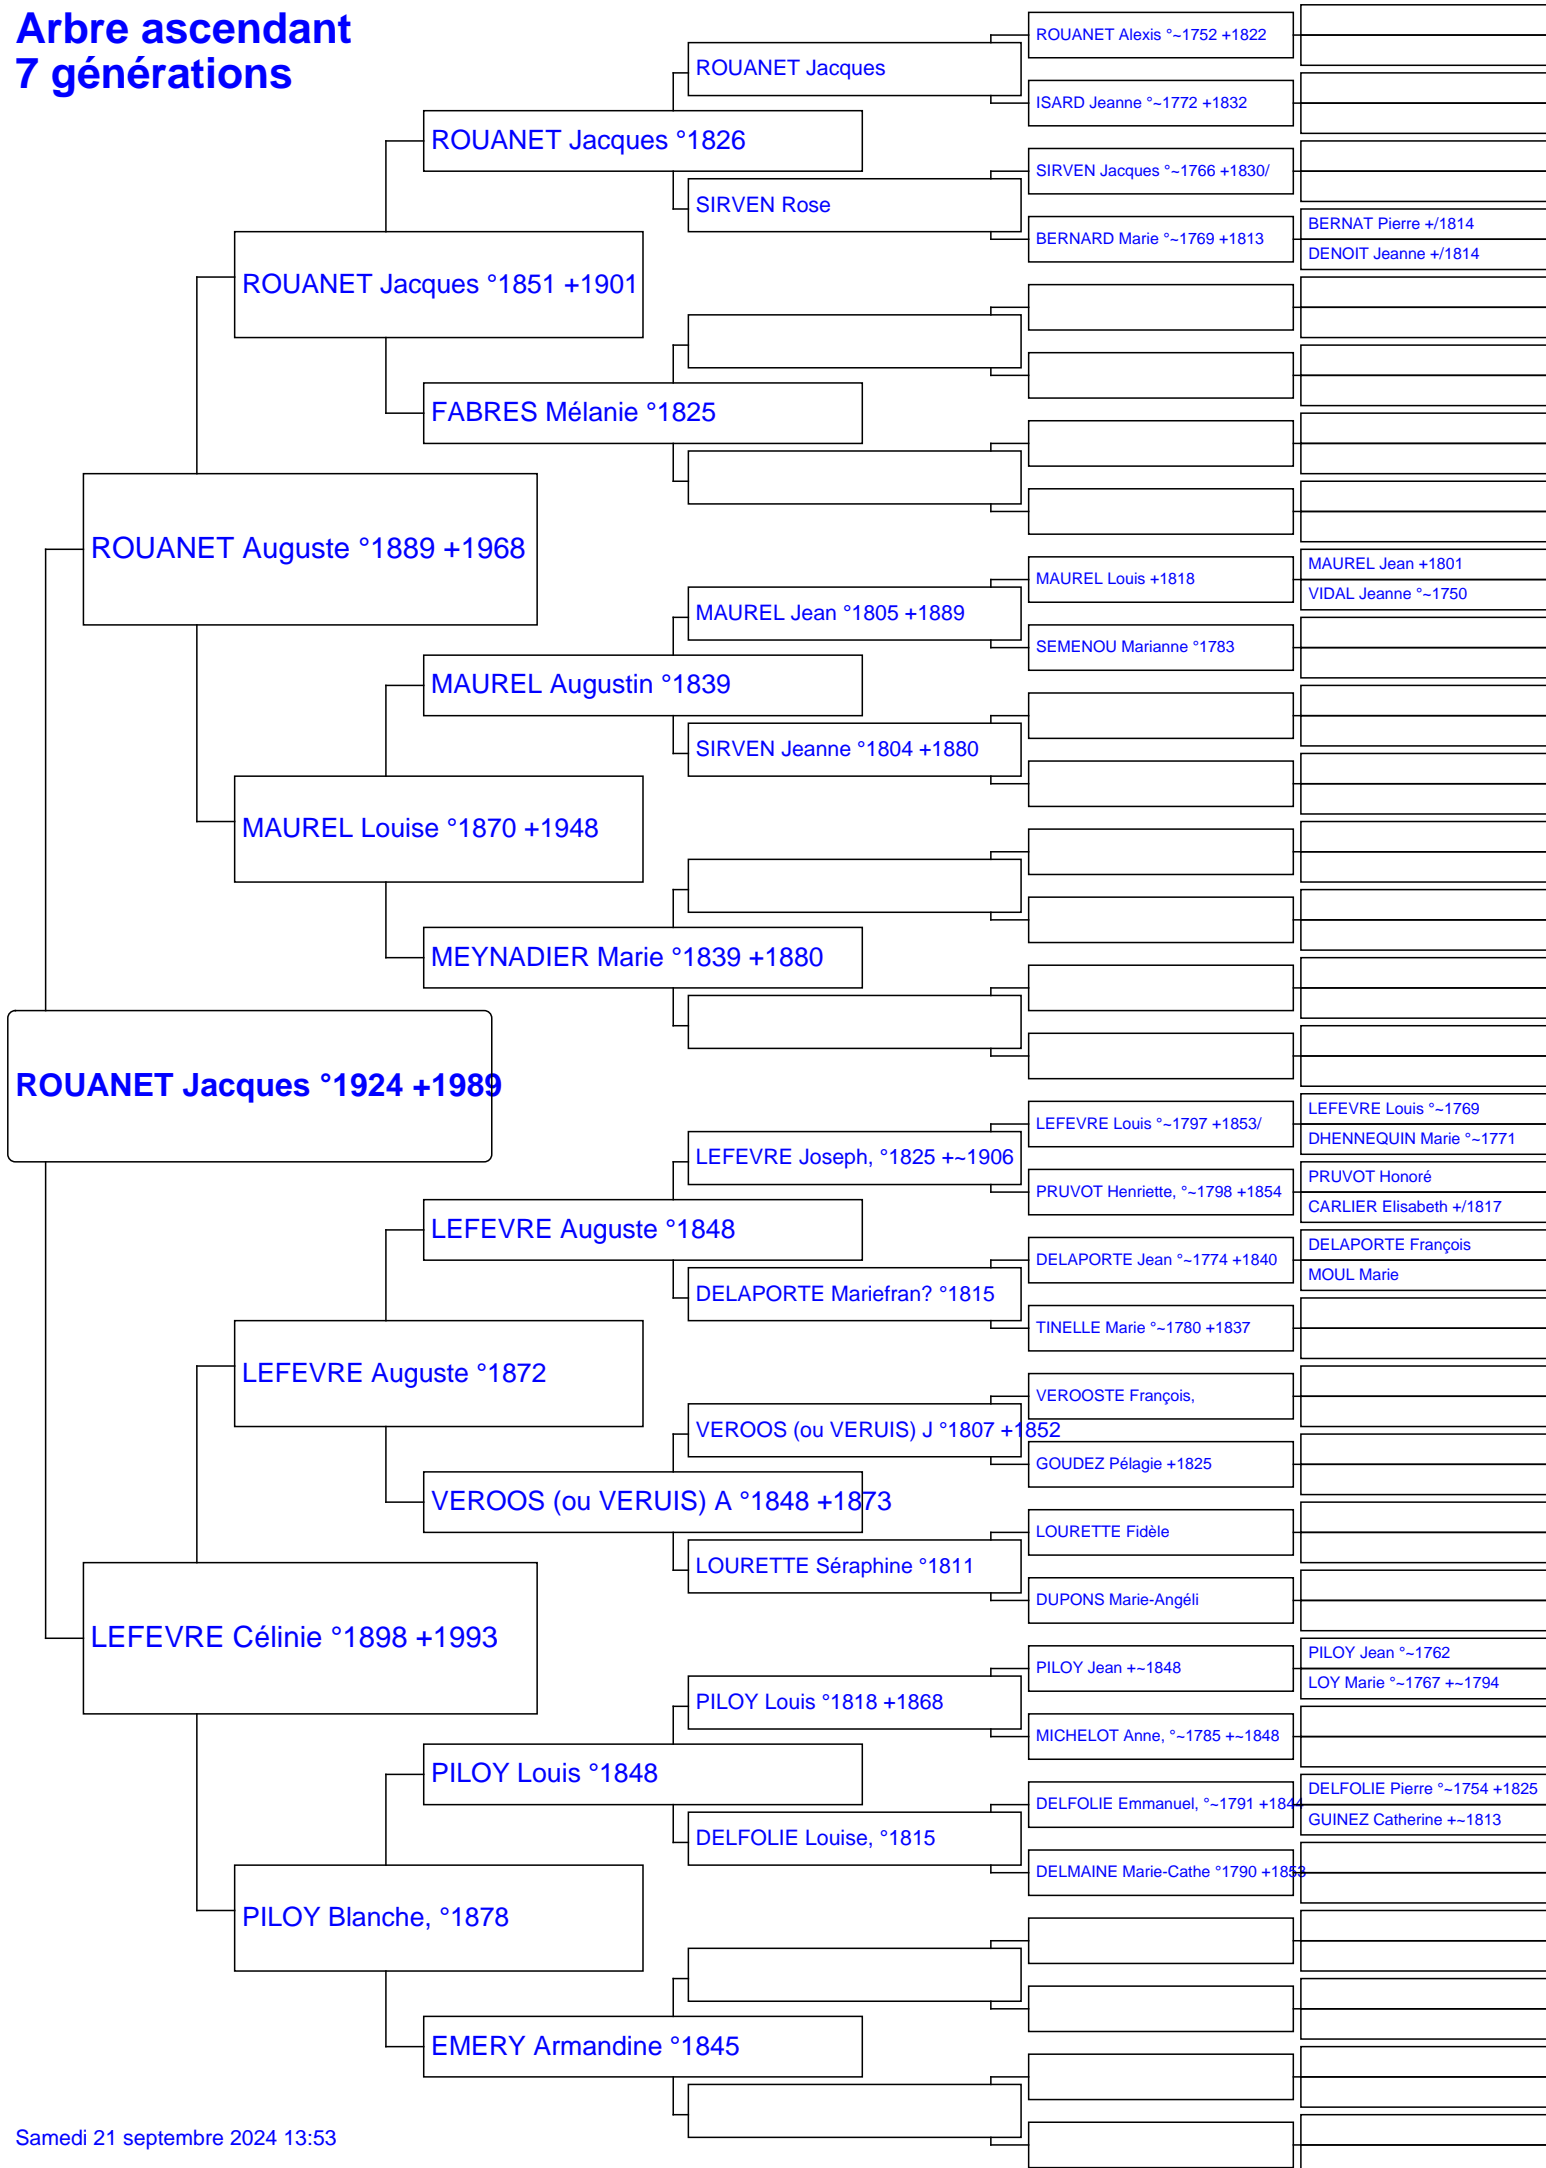 Arbre ascendant
7 générations
ROUANET Jacques °1924 +1989
ROUANET Auguste °1889 +1968
LEFEVRE Célinie °1898 +1993
ROUANET Jacques °1851 +1901
MAUREL Louise °1870 +1948
LEFEVRE Auguste °1872
PILOY Blanche, °1878
ROUANET Jacques °1826
FABRES Mélanie °1825
MAUREL Augustin °1839
MEYNADIER Marie °1839 +1880
LEFEVRE Auguste °1848
VEROOS (ou VERUIS) A °1848 +1873
PILOY Louis °1848
EMERY Armandine °1845
ROUANET Jacques
SIRVEN Rose
MAUREL Jean °1805 +1889
SIRVEN Jeanne °1804 +1880
LEFEVRE Joseph, °1825 +~1906
DELAPORTE Mariefran? °1815
VEROOS (ou VERUIS) J °1807 +1852
LOURETTE Séraphine °1811
PILOY Louis °1818 +1868
DELFOLIE Louise, °1815
ROUANET Alexis °~1752 +1822
ISARD Jeanne °~1772 +1832
SIRVEN Jacques °~1766 +1830/
BERNARD Marie °~1769 +1813
MAUREL Louis +1818
SEMENOU Marianne °1783
LEFEVRE Louis °~1797 +1853/
PRUVOT Henriette, °~1798 +1854
DELAPORTE Jean °~1774 +1840
TINELLE Marie °~1780 +1837
VEROOSTE François,
GOUDEZ Pélagie +1825
LOURETTE Fidèle
DUPONS Marie-Angéli
PILOY Jean +~1848
MICHELOT Anne, °~1785 +~1848
DELFOLIE Emmanuel, °~1791 +1844
DELMAINE Marie-Cathe °1790 +1853
BERNAT Pierre +/1814
DENOIT Jeanne +/1814
MAUREL Jean +1801
VIDAL Jeanne °~1750
LEFEVRE Louis °~1769
DHENNEQUIN Marie °~1771
PRUVOT Honoré
CARLIER Elisabeth +/1817
DELAPORTE François
MOUL Marie
PILOY Jean °~1762
LOY Marie °~1767 +~1794
DELFOLIE Pierre °~1754 +1825
GUINEZ Catherine +~1813
Samedi 21 septembre 2024 13:53